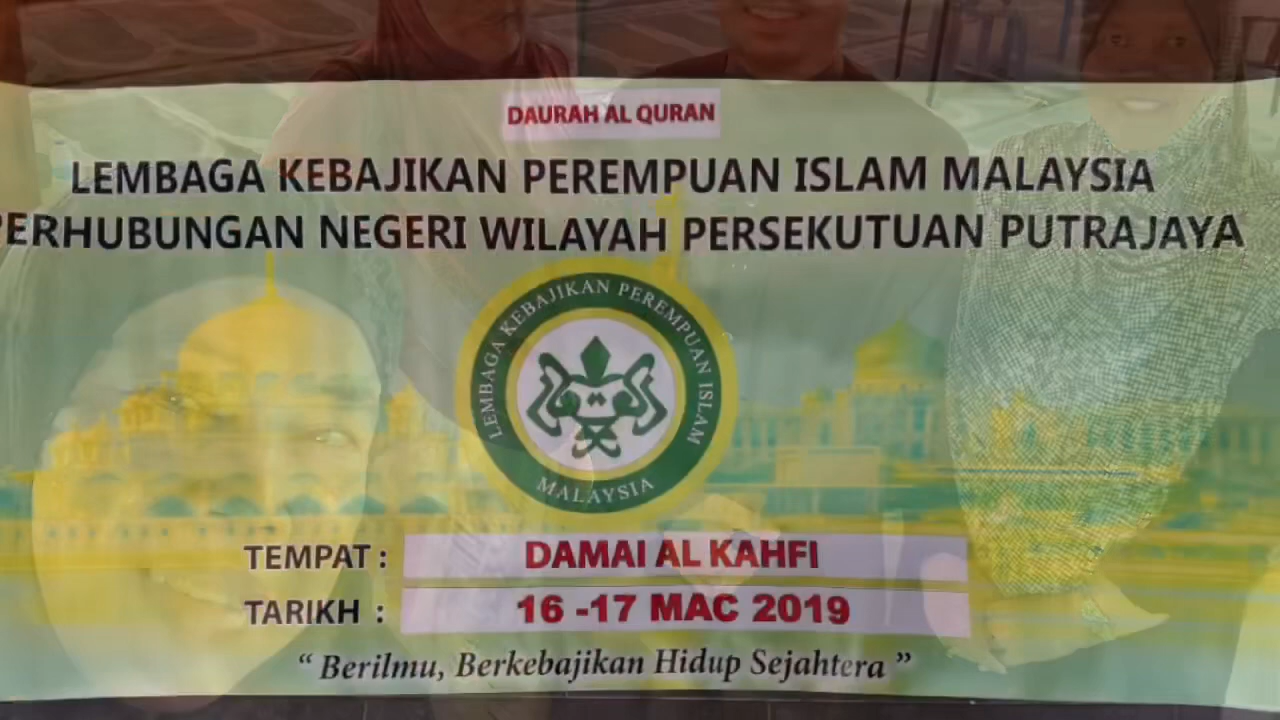 DAURAH AL QURAN
LEMBAGA KEBAJIKAN PEREMPUAN ISLAM MALAYSIA
PERHUBUNGAN NEGERI WILAYAH PERSEKUTUAN PUTRAJAYA
LEMBAGA KEBAJIKAN PEREMPUAN ISLAM
MALAYSIA
TEMPAT : DAMAI AL KAHFI
TARIKH : 16 -17 MAC 2019
“ Berilmu, Berkebajikan Hidup Sejahtera ”